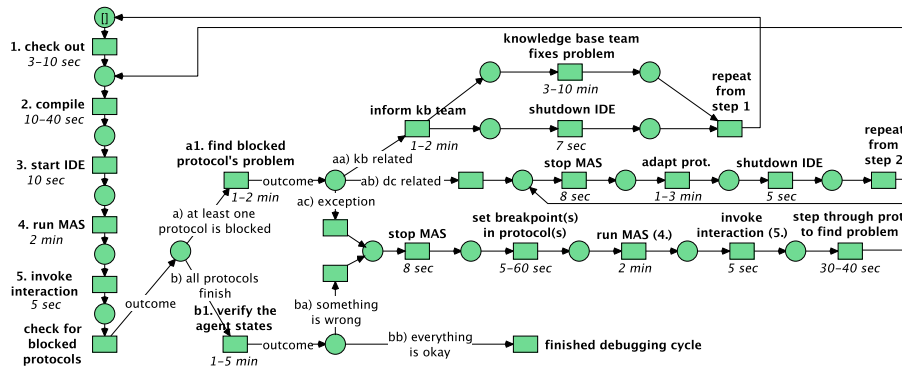 []
1. check out
3–10 sec
2. compile
10–40 sec
3. start IDE
10 sec
4. run MAS
2 min
5. invoke
interaction
5 sec
check for
blocked
protocols
outcome
a) at least one
protocol is blocked
b) all protocols
finish
a1. find blocked
protocol's problem
1–2 min
outcome
b1. verify the
agent states
1–5 min
outcome
aa) kb related
ab) dc related
ac) exception
ba) something
is wrong
bb) everything
is okay
finished debugging cycle
inform kb team
1–2 min
knowledge base team
fixes problem
3–10 min
shutdown IDE
7 sec
repeat
from
step 1
stop MAS
8 sec
adapt prot.
1–3 min
shutdown IDE
5 sec
repeat
from
step 2
stop MAS
8 sec
set breakpoint(s)
in protocol(s)
5–60 sec
run MAS (4.)
2 min
invoke
interaction (5.)
5 sec
step through prot
to find problem
30–40 sec